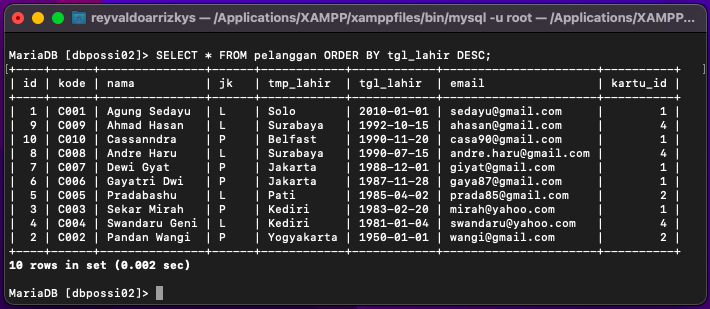 reyvaldoarrizkys — /Applications/XAMPP/xamppfiles/bin/mysql -u root — /Applications/XAMPP...
MariaDB [dbpossi02]> SELECT * FROM pelanggan ORDER BY tgl_lahir DESC;
+----+------+---------------+----+------------+------------+----------------------+----------+
| id | kode | nama          | jk | tmp_lahir  | tgl_lahir  | email                | kartu_id |
+----+------+---------------+----+------------+------------+----------------------+----------+
|  1 | C001 | Agung Sedayu  | L  | Solo       | 2010-01-01 | sedayu@gmail.com     |        1 |
|  9 | C009 | Ahmad Hasan   | L  | Surabaya   | 1992-10-15 | ahasan@gmail.com     |        4 |
| 10 | C010 | Cassanndra    | P  | Belfast    | 1990-11-20 | casa90@gmail.com     |        1 |
|  8 | C008 | Andre Haru    | L  | Surabaya   | 1990-07-15 | andre.haru@gmail.com |        4 |
|  7 | C007 | Dewi Gyat     | P  | Jakarta    | 1988-12-01 | giyat@gmail.com      |        1 |
|  6 | C006 | Gayatri Dwi   | P  | Jakarta    | 1987-11-28 | gaya87@gmail.com     |        1 |
|  5 | C005 | Pradabashu    | L  | Pati       | 1985-04-02 | prada85@gmail.com    |        2 |
|  3 | C003 | Sekar Mirah   | P  | Kediri     | 1983-02-20 | mirah@yahoo.com      |        1 |
|  4 | C004 | Swandaru Geni | L  | Kediri     | 1981-01-04 | swandaru@yahoo.com   |        4 |
|  2 | C002 | Pandan Wangi  | P  | Yogyakarta | 1950-01-01 | wangi@gmail.com      |        2 |
+----+------+---------------+----+------------+------------+----------------------+----------+
10 rows in set (0.002 sec)
MariaDB [dbpossi02]>